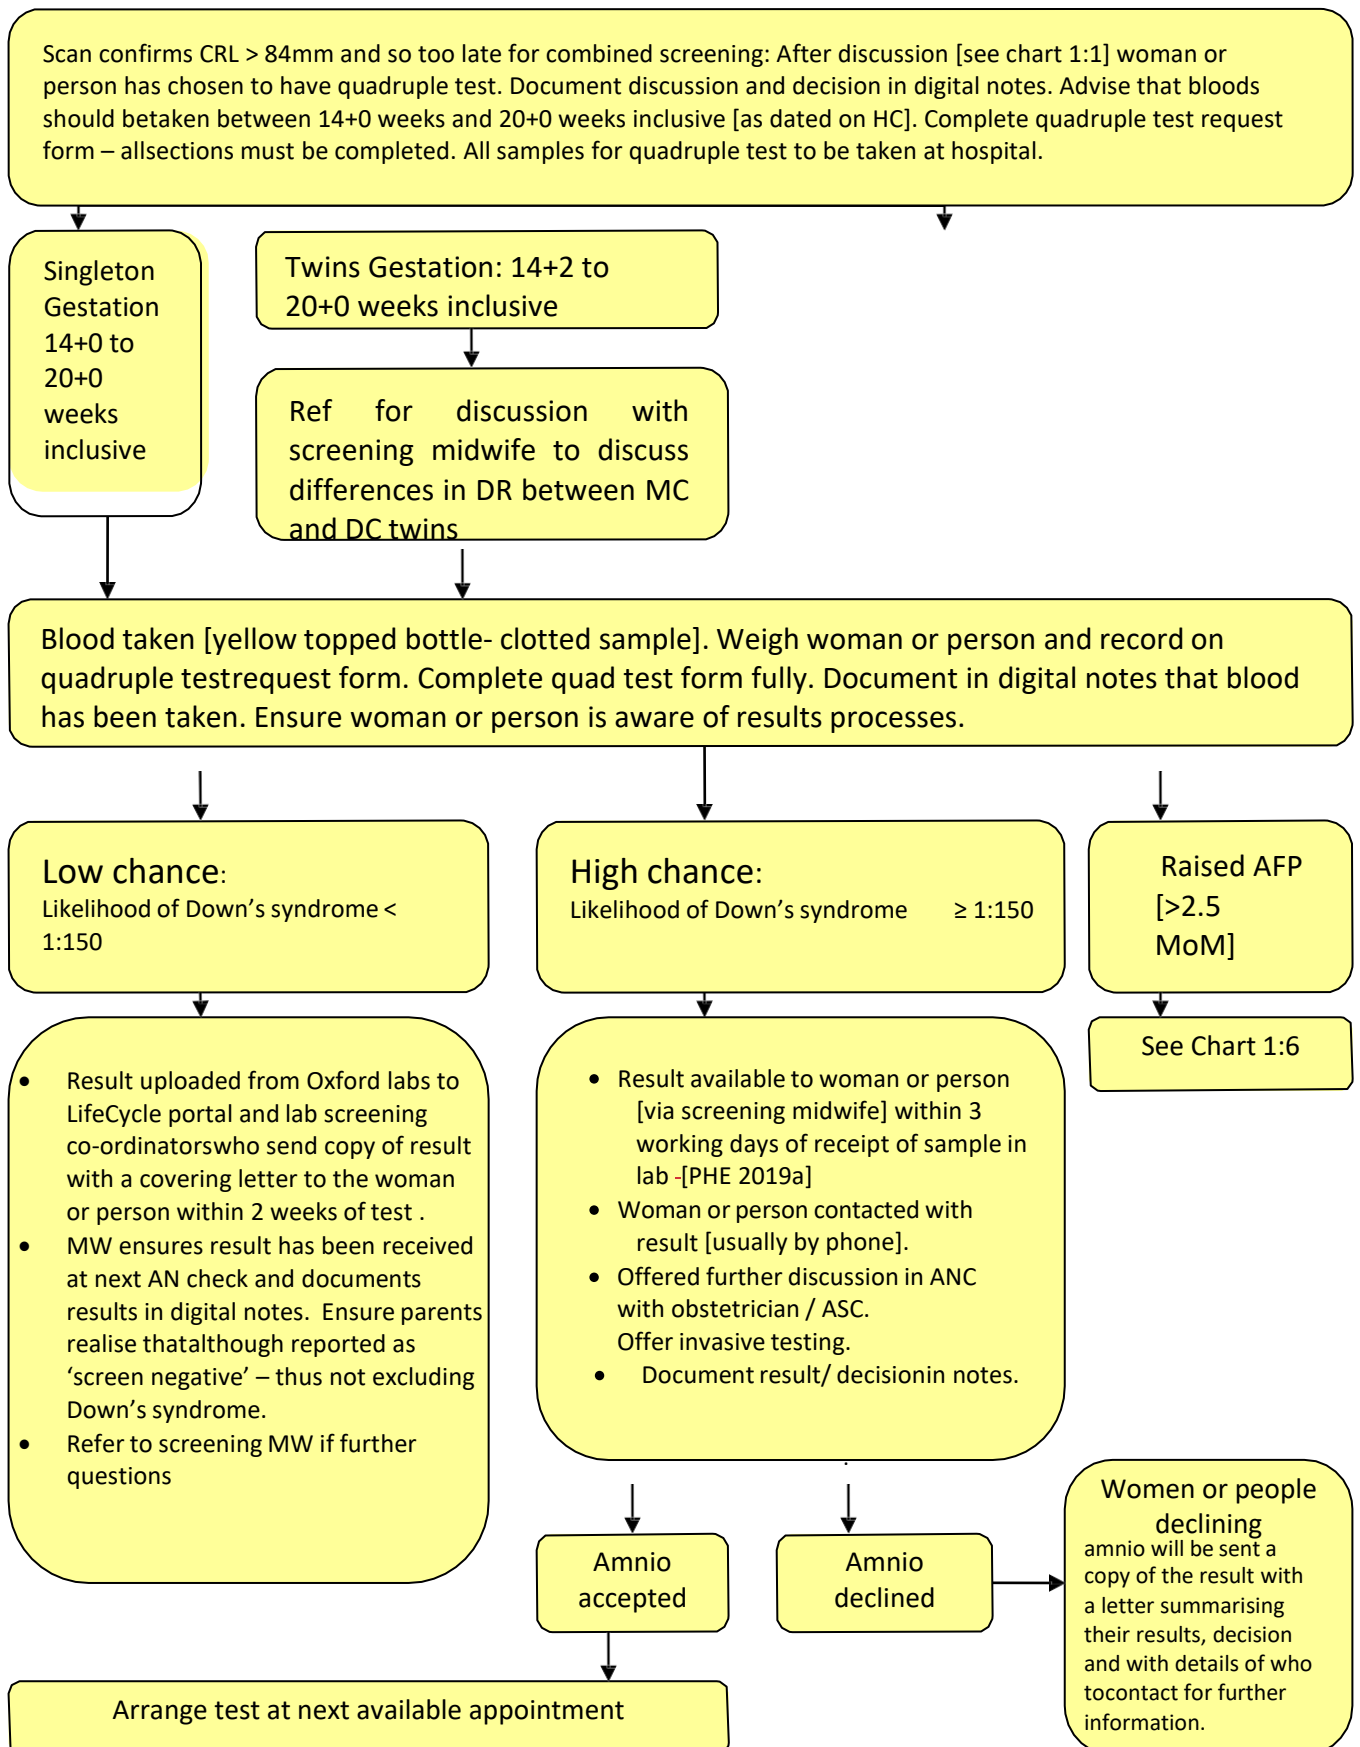 Scan confirms CRL > 84mm and so too late for combined screening: After discussion [see chart 1:1] woman or
person has chosen to have quadruple test. Document discussion and decision in digital notes. Advise that bloods
should betaken between 14+0 weeks and 20+0 weeks inclusive [as dated on HC]. Complete quadruple test request
form – allsections must be completed. All samples for quadruple test to be taken at hospital.
Singleton
Gestation
14+0 to
20+0
weeks
inclusive
Twins Gestation: 14+2 to
20+0 weeks inclusive
Ref for discussion with
screening midwife to discuss
differences in DR between MC
and DC twins
Blood taken [yellow topped bottle- clotted sample]. Weigh woman or person and record on
quadruple testrequest form. Complete quad test form fully. Document in digital notes that blood
has been taken. Ensure woman or person is aware of results processes.
Low chance:
Likelihood of Down’s syndrome <
1:150
High chance:
Likelihood of Down’s syndrome ≥ 1:150
Raised AFP
[>2.5
MoM]
See Chart 1:6
• Result uploaded from Oxford labs to
LifeCycle portal and lab screening
co-ordinatorswho send copy of result
with a covering letter to the woman
or person within 2 weeks of test .
• MW ensures result has been received
at next AN check and documents
results in digital notes. Ensure parents
realise thatalthough reported as
‘screen negative’ – thus not excluding
Down’s syndrome.
• Refer to screening MW if further
questions
• Result available to woman or person
[via screening midwife] within 3
working days of receipt of sample in
lab -[PHE 2019a]
• Woman or person contacted with
result [usually by phone].
• Offered further discussion in ANC
with obstetrician / ASC.
Offer invasive testing.
• Document result/ decisionin notes.
Amnio
accepted
Amnio
declined
Women or people
declining
amnio will be sent a
copy of the result with
a letter summarising
their results, decision
and with details of who
tocontact for further
information.
Arrange test at next available appointment